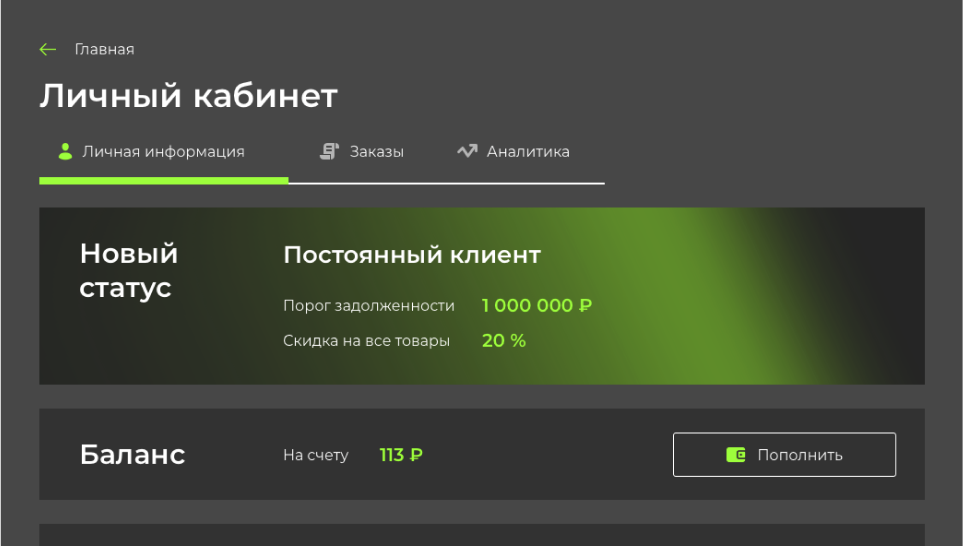 Главная
Личный кабинет
Личная информация Заказы Аналитика
Новый
статус
Постоянный клиент
Порог задолженности 1 000 000 ₽
Скидка на все товары 20 %
Баланс На счету 113 ₽ Пополнить